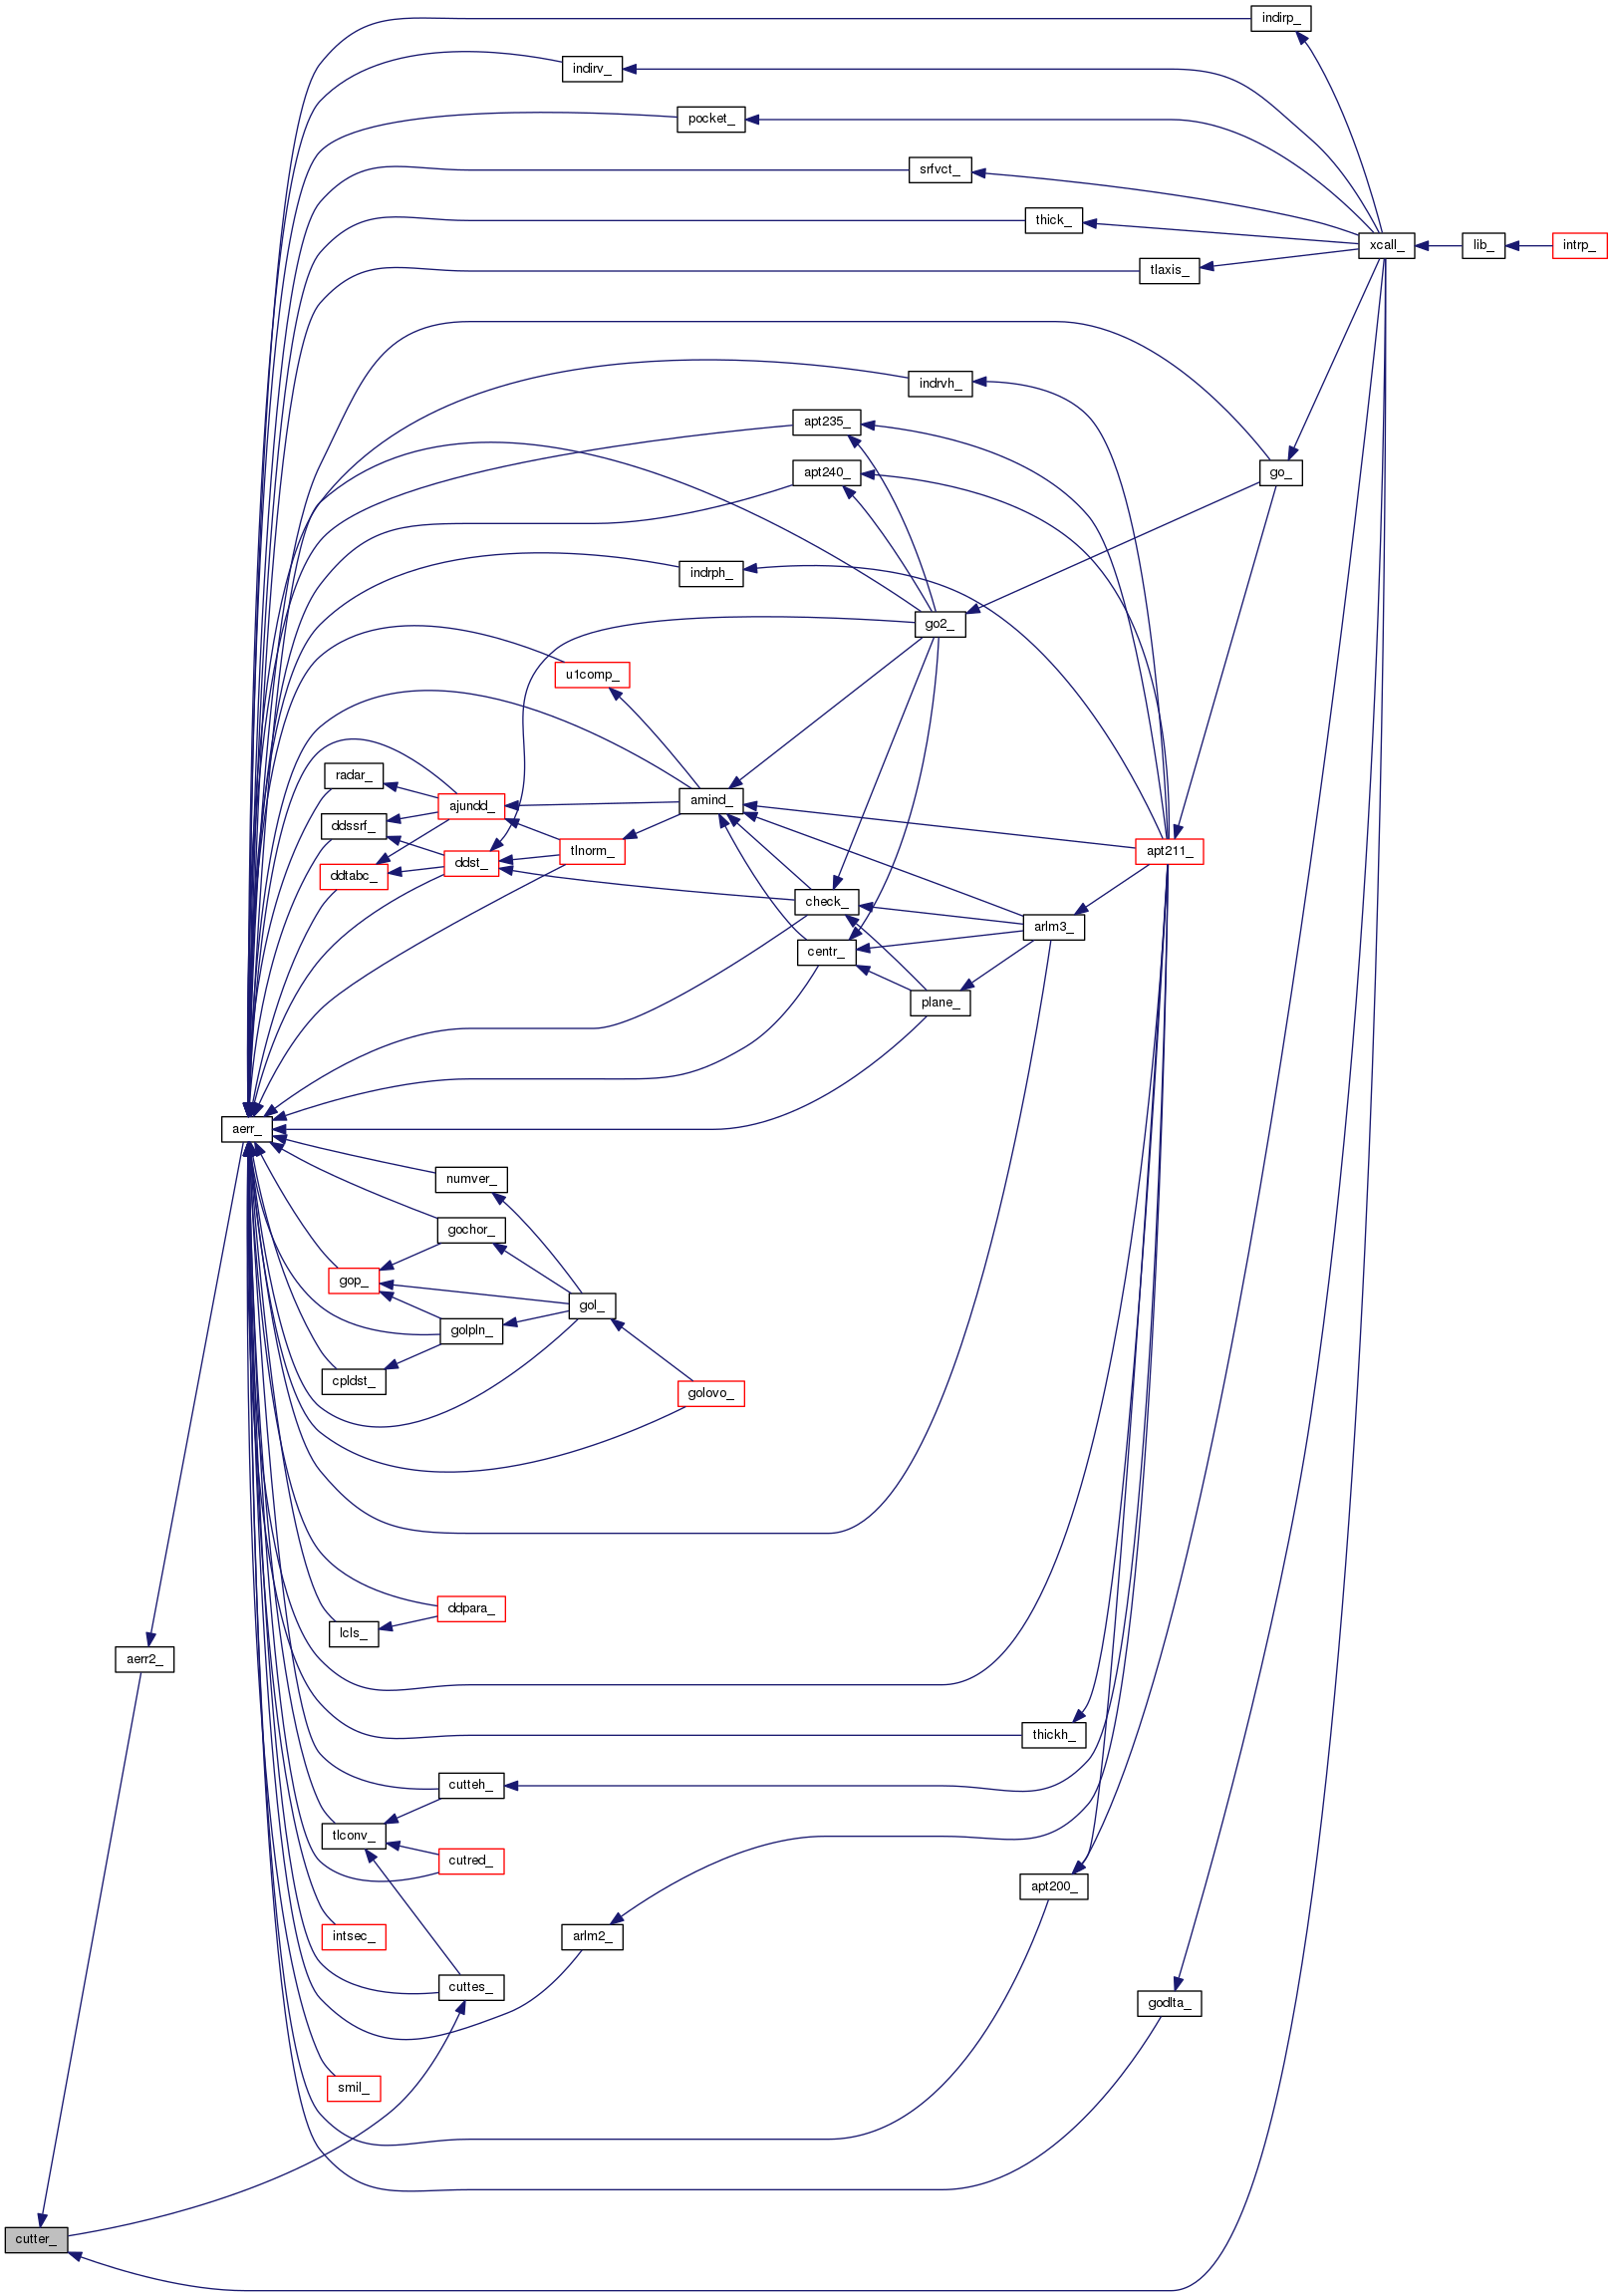 indirp_
indirv_
pocket_
srfvct_
thick_
xcall_
lib_
intrp_
tlaxis_
indrvh_
apt235_
apt240_
go_
indrph_
go2_
u1comp_
radar_
ajundd_
amind_
ddssrf_
ddst_
tlnorm_
apt211_
ddtabc_
check_
arlm3_
centr_
plane_
aerr_
numver_
gochor_
gop_
gol_
golpln_
cpldst_
golovo_
ddpara_
lcls_
aerr2_
thickh_
cutteh_
tlconv_
cutred_
apt200_
intsec_
arlm2_
cuttes_
godlta_
smil_
cutter_